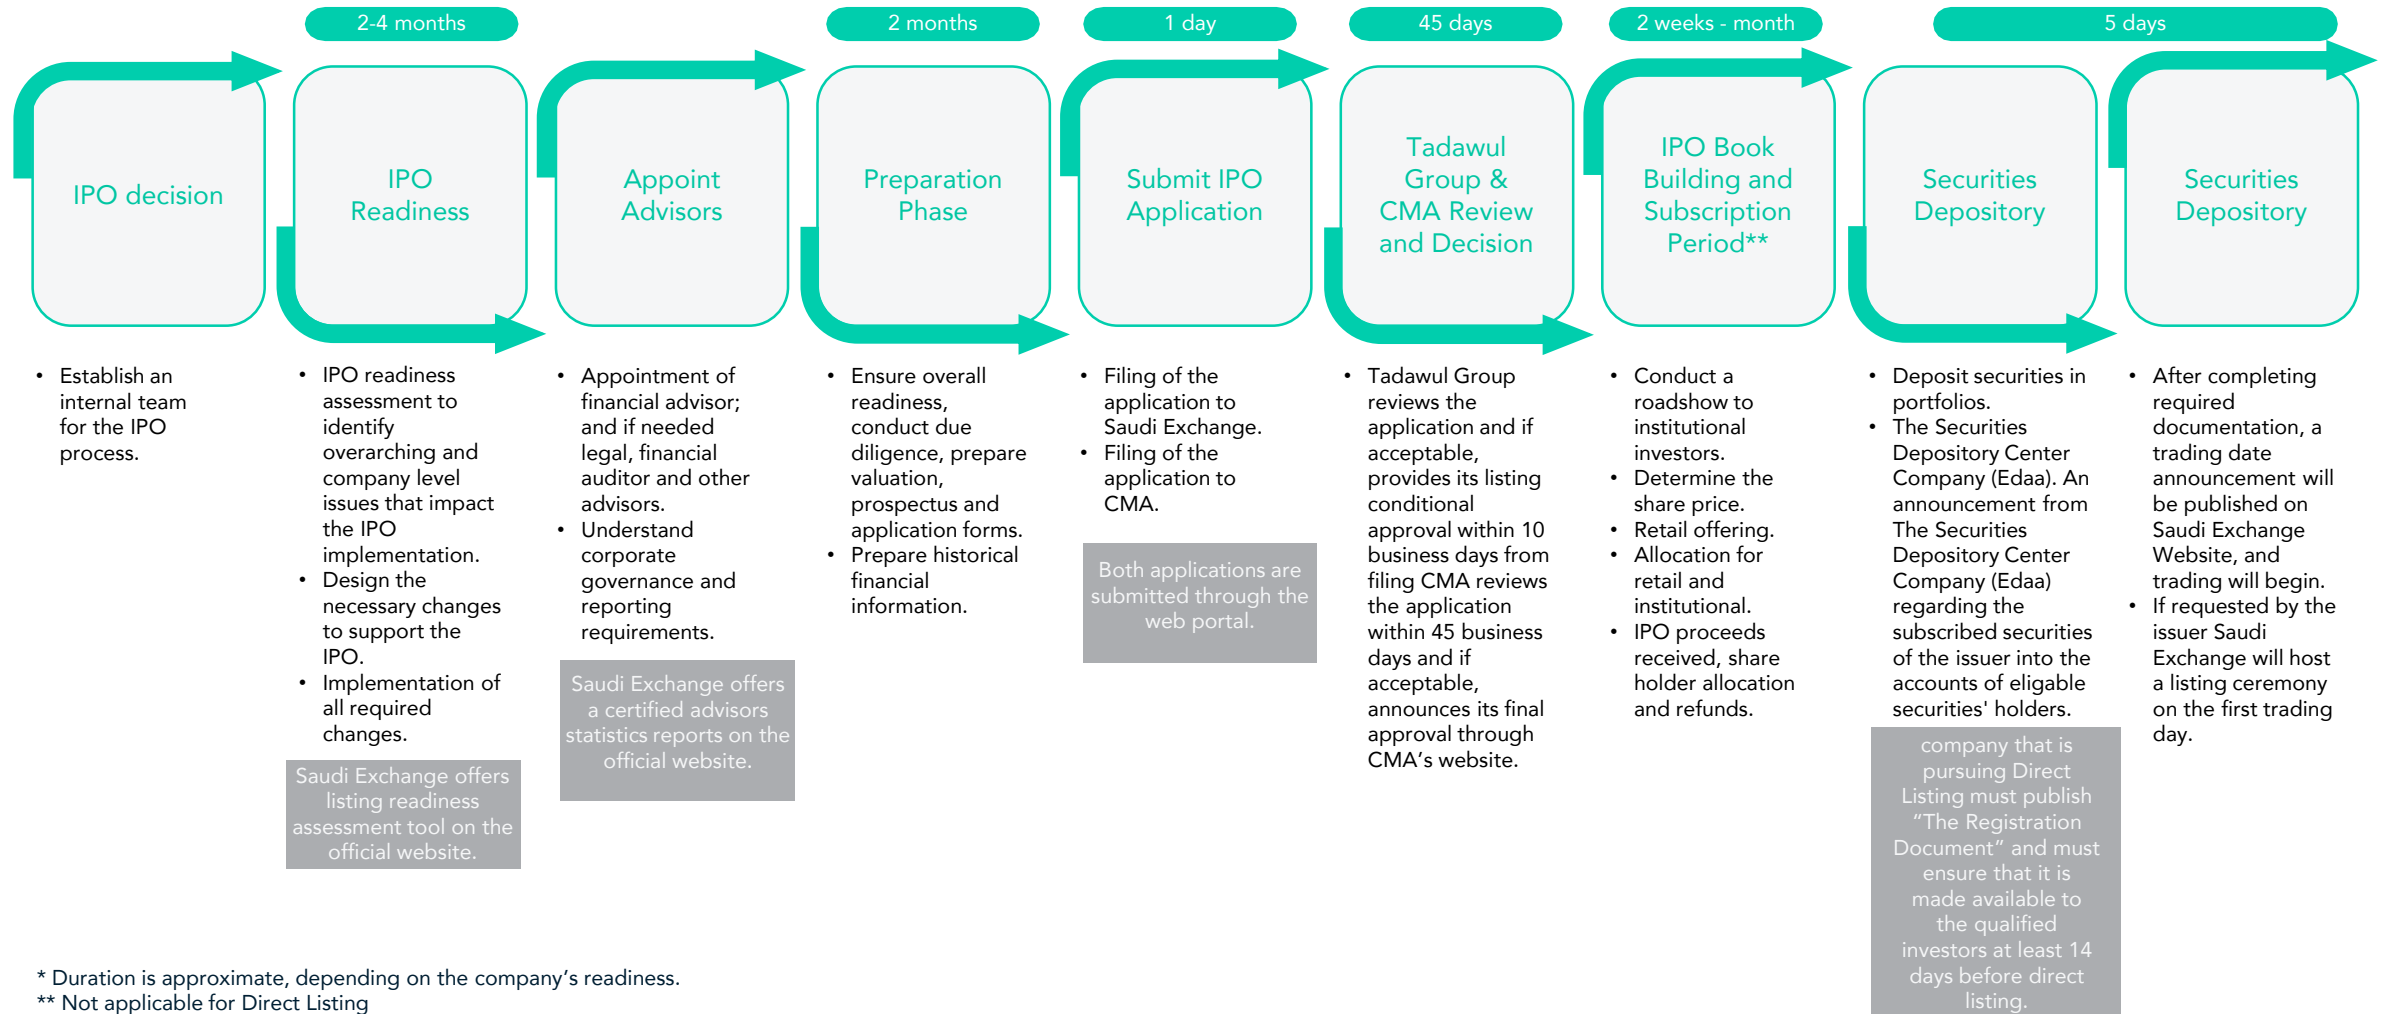 2-4 months
2 months
1 day
45 days
2 weeks - month
5 days
IPO decision
IPO
Readiness
Appoint
Advisors
Preparation
Phase
Submit IPO
Application
Tadawul
Group &
CMA Review
and Decision
IPO Book
Building and
Subscription
Period**
Securities
Depository
Securities
Depository
• Establish an
internal team
for the IPO
process.
• IPO readiness
assessment to
identify
overarching and
company level
issues that impact
the IPO
implementation.
• Design the
necessary changes
to support the
IPO.
• Implementation of
all required
changes.
Saudi Exchange offers
listing readiness
assessment tool on the
official website.
• Appointment of
financial advisor;
and if needed
legal, financial
auditor and other
advisors.
• Understand
corporate
governance and
reporting
requirements.
Saudi Exchange offers
a certified advisors
statistics reports on the
official website.
• Ensure overall
readiness,
conduct due
diligence, prepare
valuation,
prospectus and
application forms.
• Prepare historical
financial
information.
• Filing of the
application to
Saudi Exchange.
• Filing of the
application to
CMA.
Both applications are
submitted through the
web portal.
• Tadawul Group
reviews the
application and if
acceptable,
provides its listing
conditional
approval within 10
business days from
filing CMA reviews
the application
within 45 business
days and if
acceptable,
announces its final
approval through
CMA’s website.
• Conduct a
roadshow to
institutional
investors.
• Determine the
share price.
• Retail offering.
• Allocation for
retail and
institutional.
• IPO proceeds
received, share
holder allocation
and refunds.
• Deposit securities in
portfolios.
• The Securities
Depository Center
Company (Edaa). An
announcement from
The Securities
Depository Center
Company (Edaa)
regarding the
subscribed securities
of the issuer into the
accounts of eligable
securities' holders.
company that is
pursuing Direct
Listing must publish
“The Registration
Document” and must
ensure that it is
made available to
the qualified
investors at least 14
days before direct
listing.
• After completing
required
documentation, a
trading date
announcement will
be published on
Saudi Exchange
Website, and
trading will begin.
• If requested by the
issuer Saudi
Exchange will host
a listing ceremony
on the first trading
day.
* Duration is approximate, depending on the company’s readiness.
** Not applicable for Direct Listing